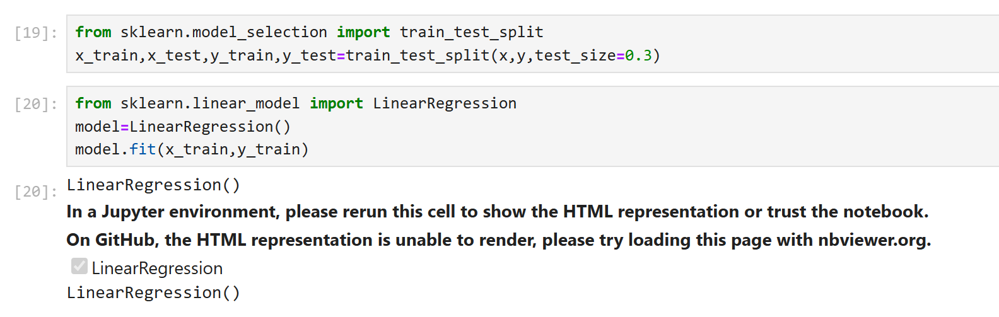 [19]: from sklearn.model_selection import train_test_split
x_train,x_test,y_train,y_test=train_test_split(x,y,test_size=0.3)
[20]: from sklearn.linear_model import LinearRegression
model=LinearRegression()
model.fit(x_train,y_train)
[20]: LinearRegression()
In a Jupyter environment, please rerun this cell to show the HTML representation or trust the notebook.
On GitHub, the HTML representation is unable to render, please try loading this page with nbviewer.org.
LinearRegression
LinearRegression()